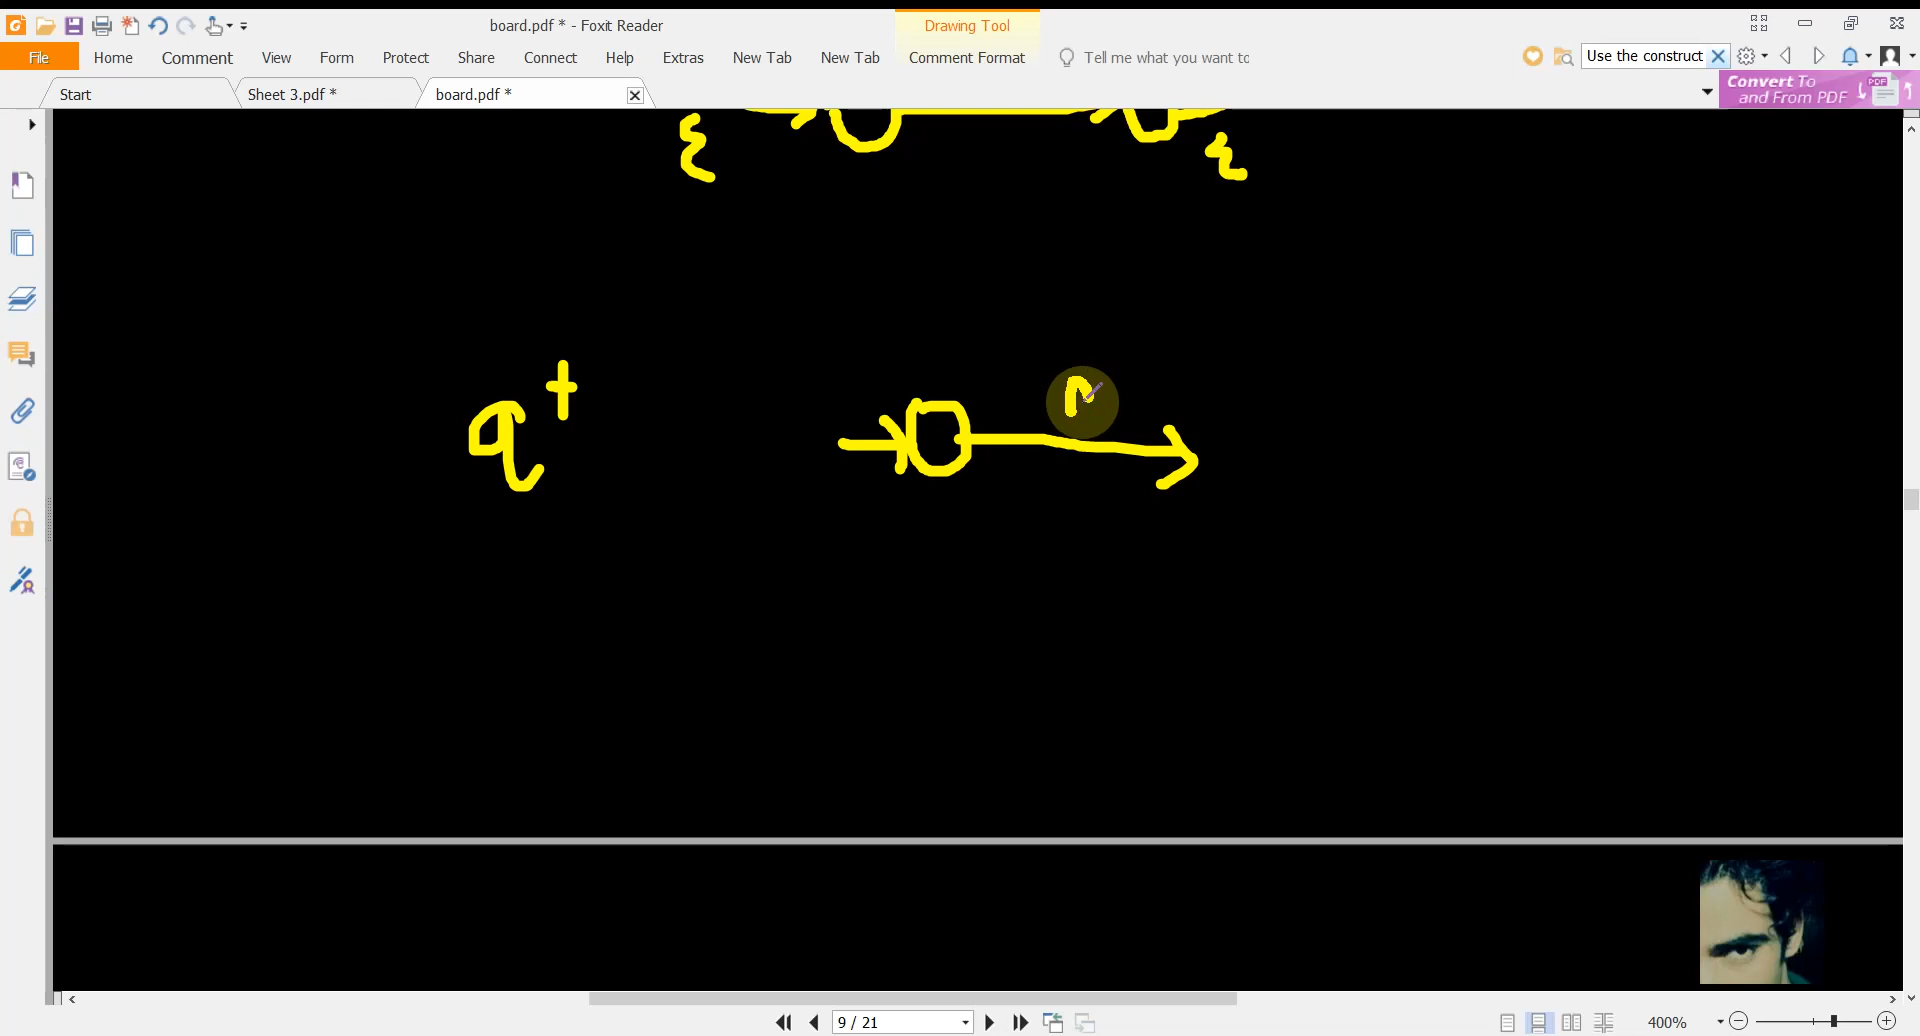 board.pdf * - Foxit Reader
Drawing Tool
File Home Comment View Form Protect Share Connect Help Extras New Tab New Tab Comment Format Tell me what you want to Use the construct
Start Sheet 3.pdf * board.pdf *
Convert To
and From PDF
PDF
ε ε
a +
9 / 21 400%